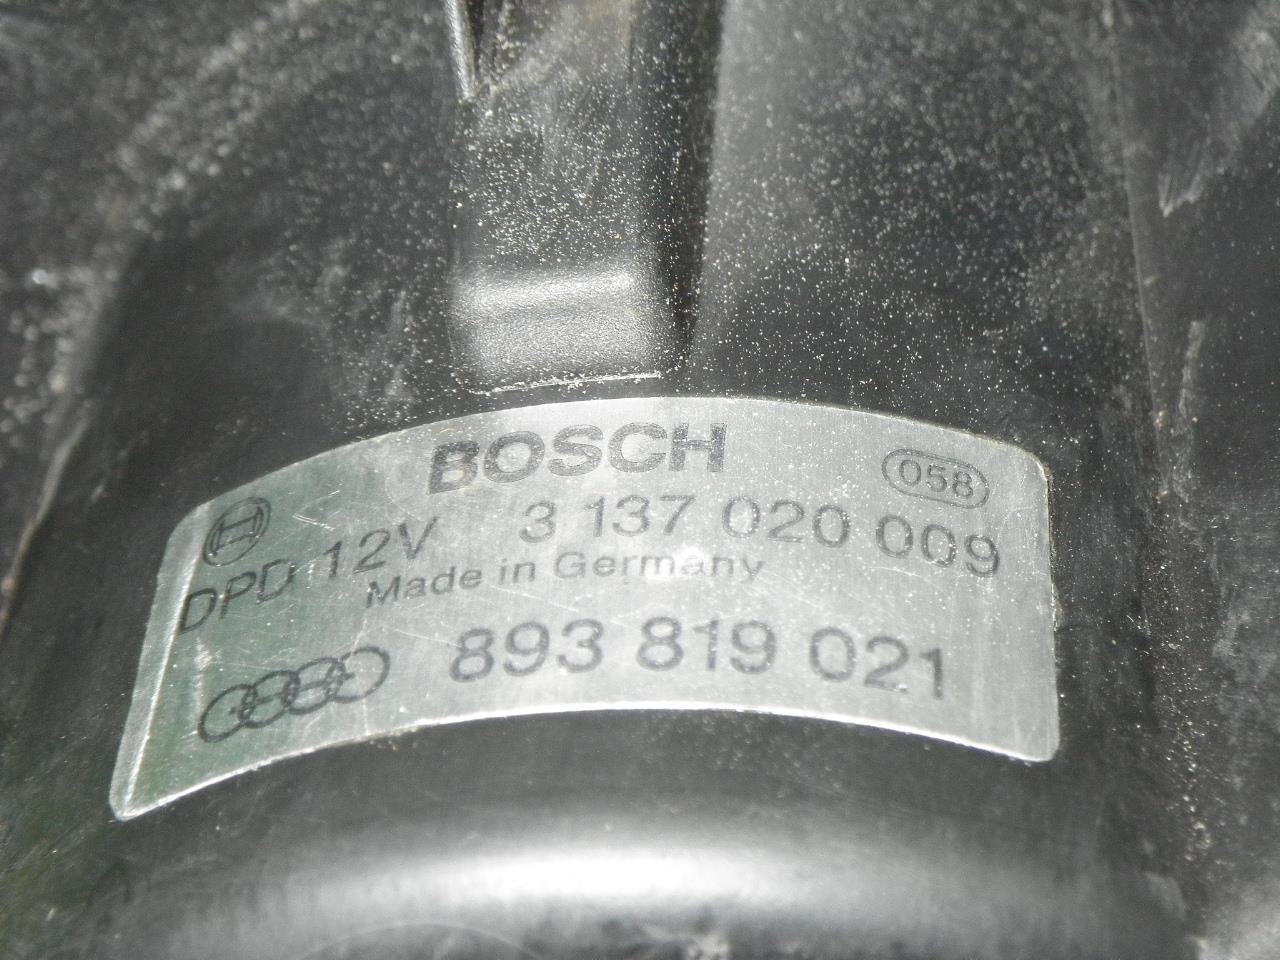 BOSCH
058
DPD 12V 3 137 020 009
Made in Germany
893 819 021